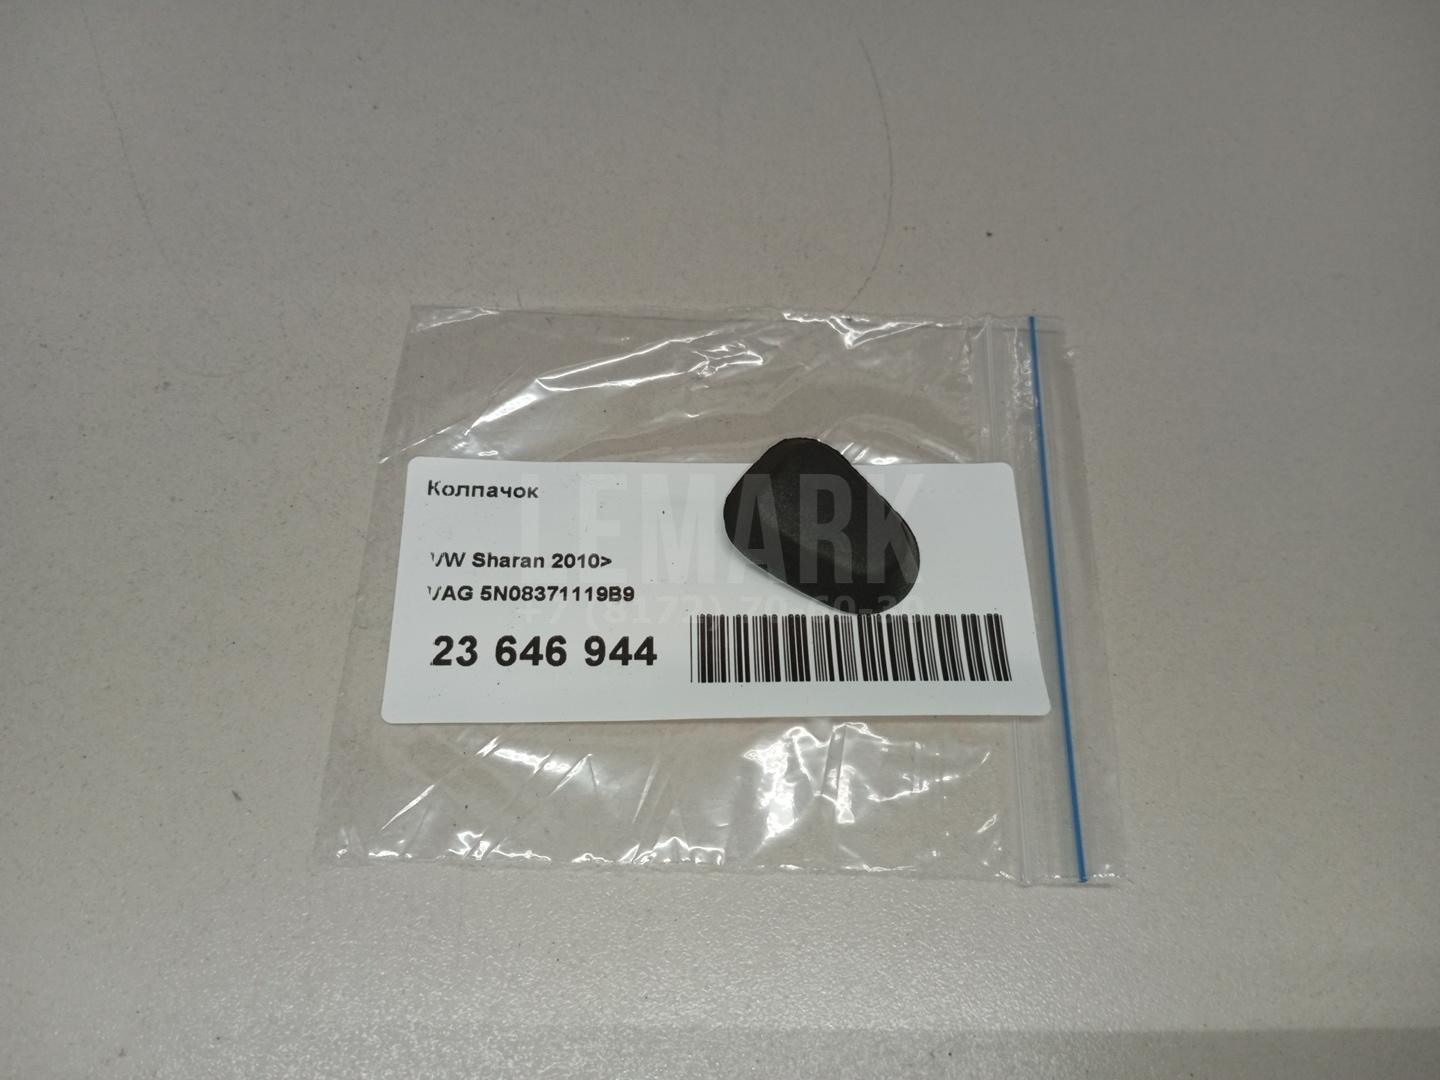 Колпачок
VW Sharan 2010>
VAG 5N08371119B9
23 646 944
LEMARK